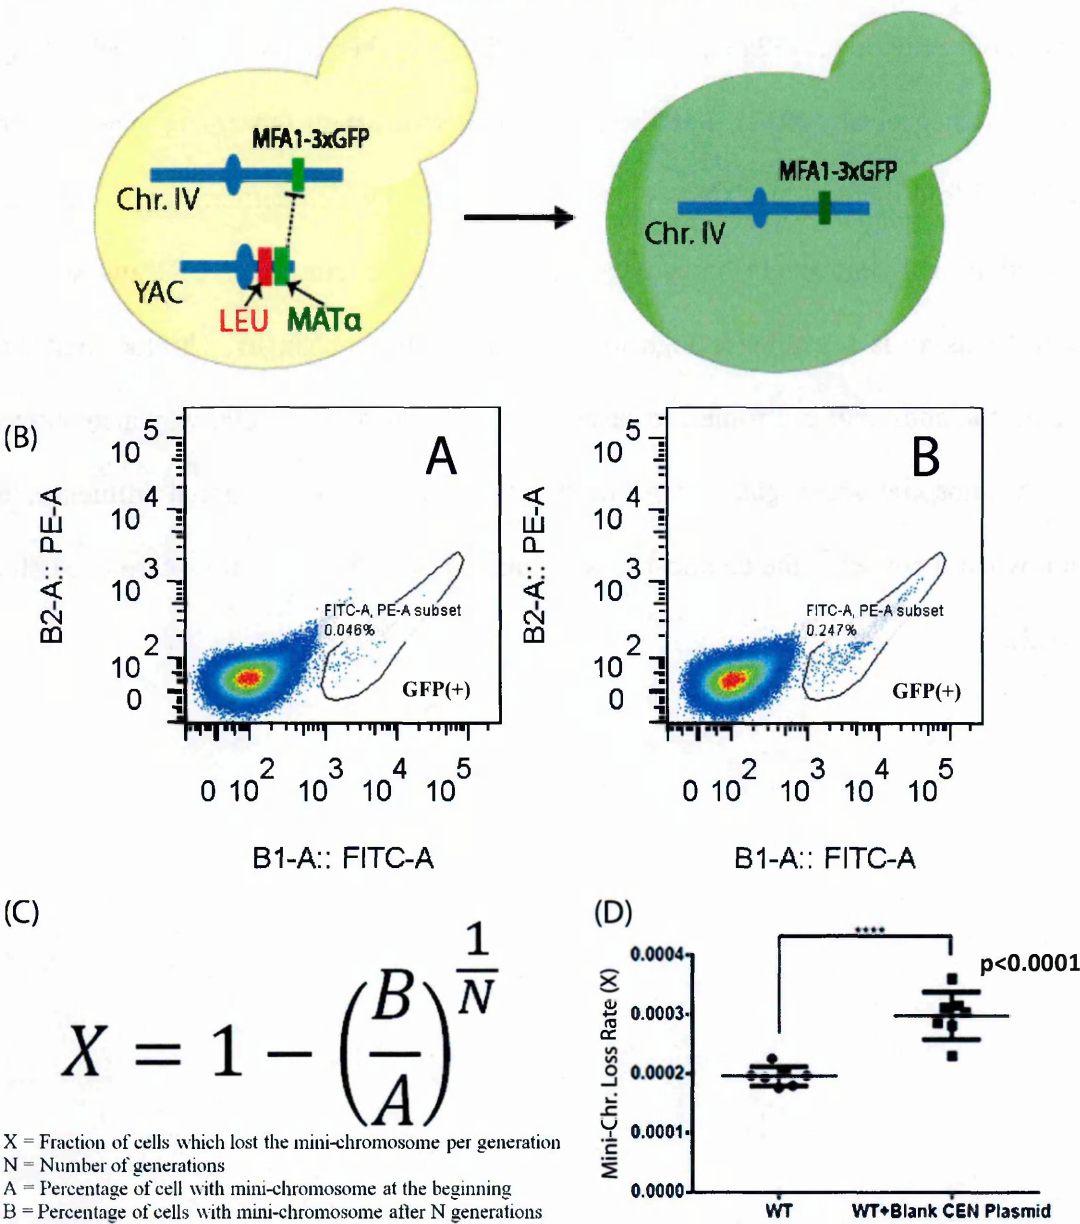 MFA1-3xGFP
Chr. IV
YAC
LEU MATα
MFA1-3xGFP
Chr. IV
(B)
A
B2-A:: PE-A
10^5
10^4
10^3
10^2
0
FITC-A, PE-A subset
0.046%
GFP(+)
0 10^2 10^3 10^4 10^5
B1-A:: FITC-A
B
B2-A:: PE-A
10^5
10^4
10^3
10^2
0
FITC-A, PE-A subset
0.247%
GFP(+)
0 10^2 10^3 10^4 10^5
B1-A:: FITC-A
(C)
X = 1 − (B/A)^(1/N)
X = Fraction of cells which lost the mini-chromosome per generation
N = Number of generations
A = Percentage of cell with mini-chromosome at the beginning
B = Percentage of cells with mini-chromosome after N generations
(D)
Mini-Chr. Loss Rate (X)
0.0004
0.0003
0.0002
0.0001
0.0000
****
p<0.0001
WT WT+Blank CEN Plasmid